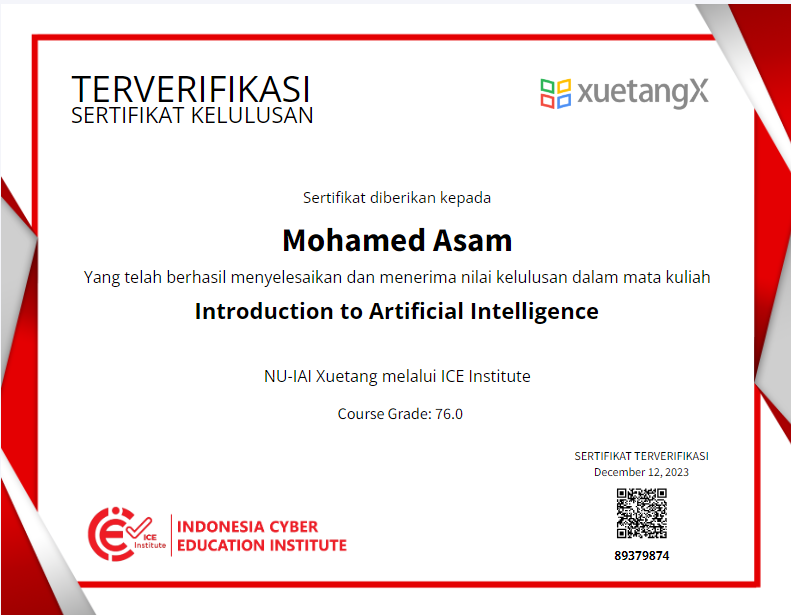 TERVERIFIKASI
SERTIFIKAT KELULUSAN
xuetangX
Sertifikat diberikan kepada
Mohamed Asam
Yang telah berhasil menyelesaikan dan menerima nilai kelulusan dalam mata kuliah
Introduction to Artificial Intelligence
NU-IAI Xuetang melalui ICE Institute
Course Grade: 76.0
SERTIFIKAT TERVERIFIKASI
December 12, 2023
89379874
ICE
Institute
INDONESIA CYBER
EDUCATION INSTITUTE